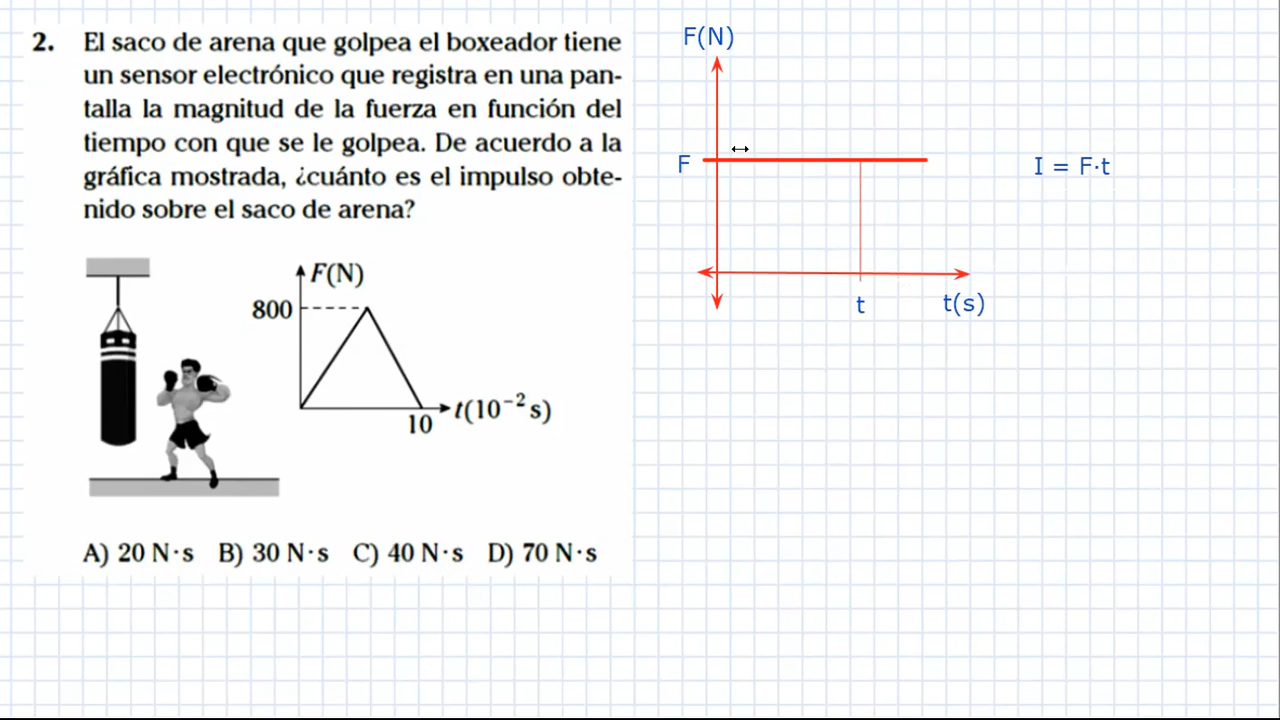 2. El saco de arena que golpea el boxeador tiene
un sensor electrónico que registra en una pan-
talla la magnitud de la fuerza en función del
tiempo con que se le golpea. De acuerdo a la
gráfica mostrada, ¿cuánto es el impulso obte-
nido sobre el saco de arena?
F(N)
800
10
t(10⁻² s)
A) 20 N·s B) 30 N·s C) 40 N·s D) 70 N·s
F(N)
F
t
t(s)
I = F·t